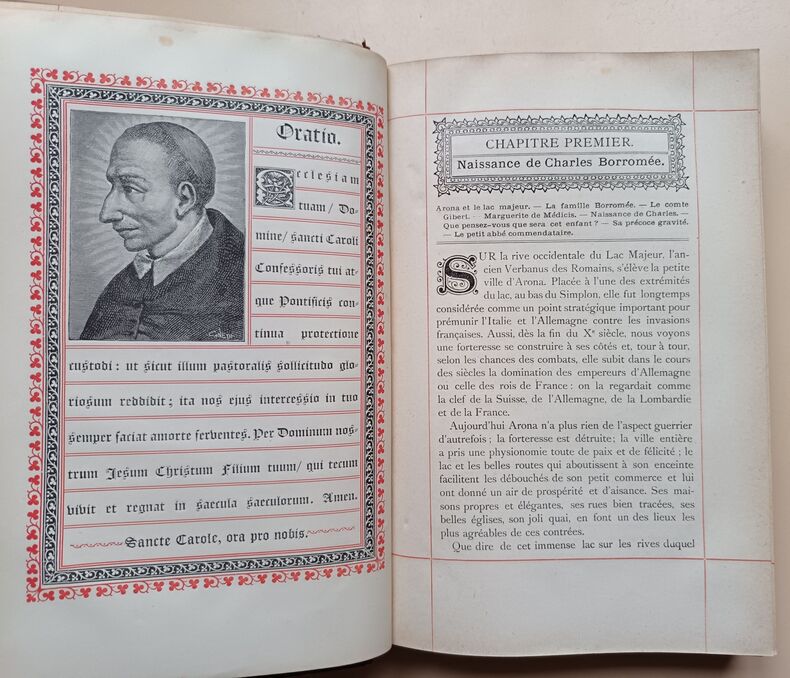 Oratio.
Ecclesiam
tuam/ Do-
mine/ sancti Caroli
Confessoris tui at-
que Pontificis con-
tinua protectione
custodi: ut sicut illum pastoralis sollicitudo glo-
riosum reddidit; ita nos ejus intercessio in tuo
semper faciat amore ferventes. Per Dominum nos-
trum Jesum Christum Filium tuum/ qui tecum
vivit et regnat in saecula saeculorum. Amen.
Sancte Carole, ora pro nobis.
CHAPITRE PREMIER.
Naissance de Charles Borromée.
Arona et le lac majeur. — La famille Borromée. — Le comte
Gibert. — Marguerite de Médicis. — Naissance de Charles. —
Que pensez-vous que sera cet enfant? — Sa précoce gravité.
— Le petit abbé commendataire.
SUR la rive occidentale du Lac Majeur, l'an-
cien Verbanus des Romains, s'élève la petite
ville d'Arona. Placée à l'une des extrémités
du lac, au bas du Simplon, elle fut longtemps
considérée comme un point stratégique important pour
prémunir l'Italie et l'Allemagne contre les invasions
françaises. Aussi, dès la fin du Xe siècle, nous voyons
une forteresse se construire à ses côtés et, tour à tour,
selon les chances des combats, elle subit dans le cours
des siècles la domination des empereurs d'Allemagne
ou celle des rois de France: on la regardait comme
la clef de la Suisse, de l'Allemagne, de la Lombardie
et de la France.
Aujourd'hui Arona n'a plus rien de l'aspect guerrier
d'autrefois; la forteresse est détruite; la ville entière
a pris une physionomie toute de paix et de félicité; le
lac et les belles routes qui aboutissent à son enceinte
facilitent les débouchés de son petit commerce et lui
ont donné un air de prospérité et d'aisance. Ses mai-
sons propres et élégantes, ses rues bien tracées, ses
belles églises, son joli quai, en font un des lieux les
plus agréables de ces contrées.
Que dire de cet immense lac sur les rives duquel